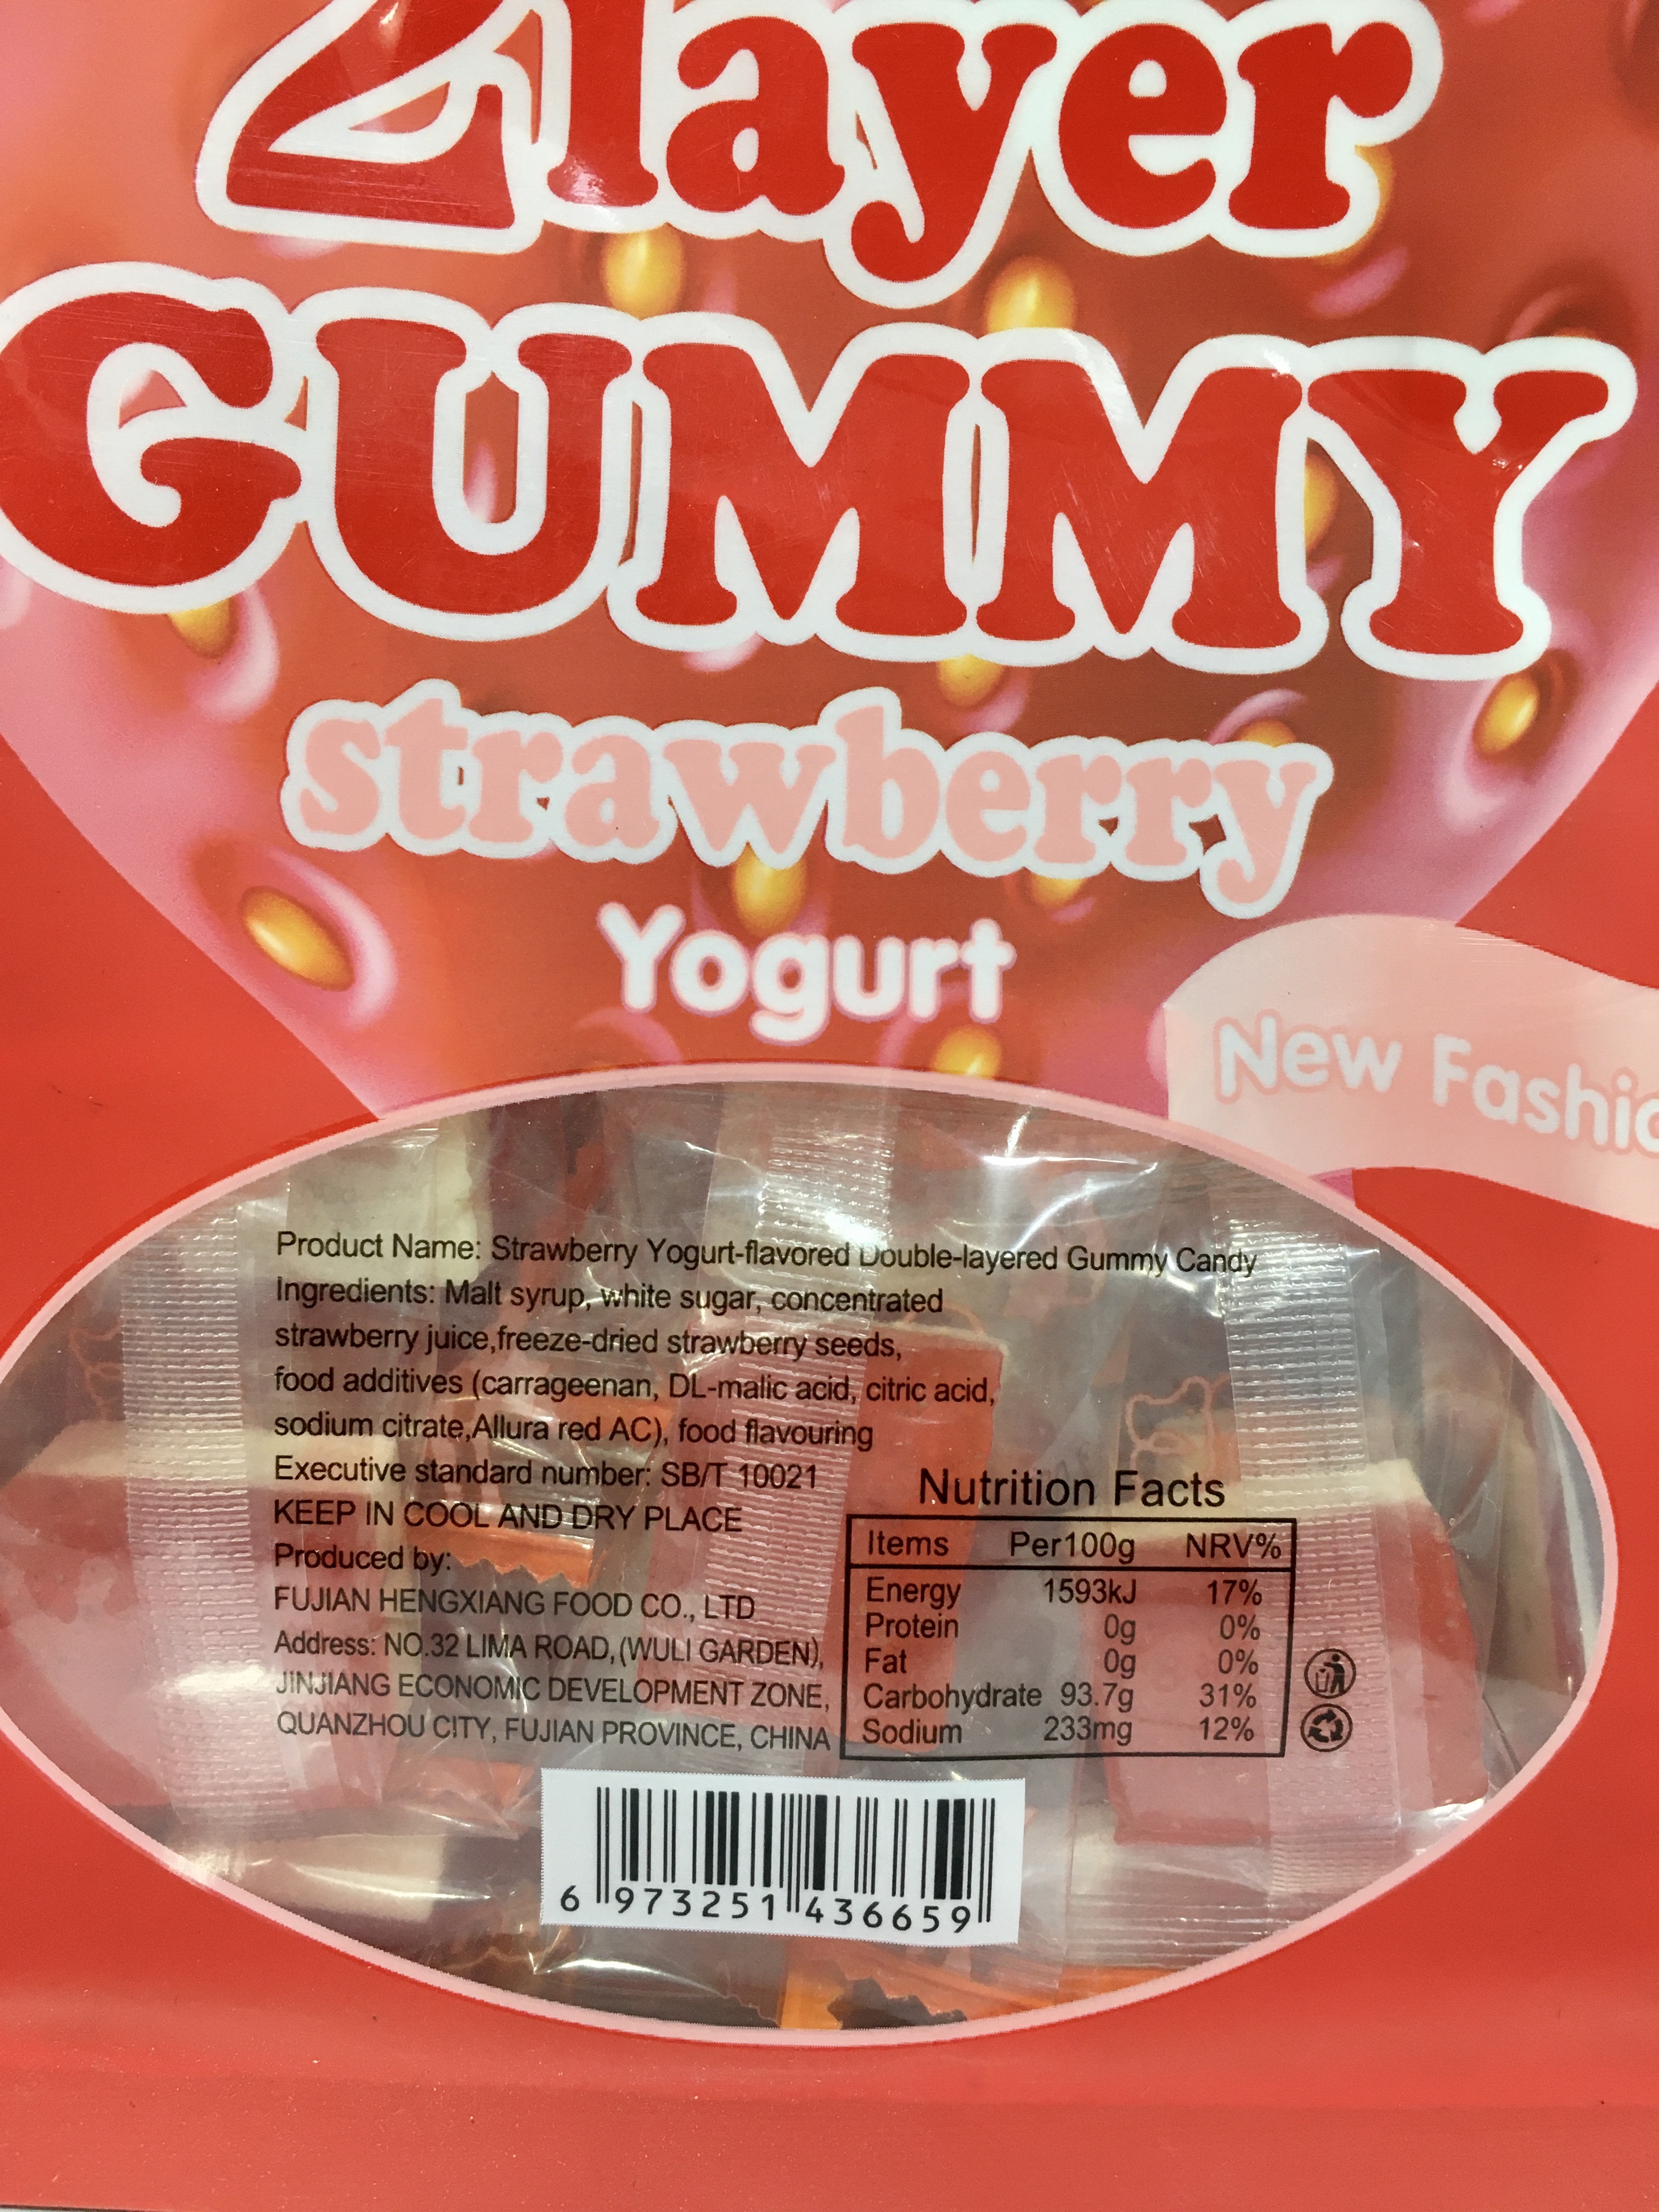 2layer
GUMMY
strawberry
Yogurt
New
Product Name: Strawberry Yogurt-flavored Double-layered Gummy Candy
Ingredients: Malt syrup, white sugar, concentrated
strawberry juice,freeze-dried strawberry seeds,
food additives (carrageenan, DL-malic acid, citric acid,
sodium citrate,Allura red AC), food flavouring
Executive standard number: SB/T 10021
KEEP IN COOL AND DRY PLACE
Produced by:
FUJIAN HENGXIANG FOOD CO., LTD
Address: NO.32 LIMA ROAD,(WULI GARDEN),
JINJIANG ECONOMIC DEVELOPMENT ZONE,
QUANZHOU CITY, FUJIAN PROVINCE, CHINA
Nutrition Facts
Items Per100g NRV%
Energy 1593kJ 17%
Protein 0g 0%
Fat 0g 0%
Carbohydrate 93.7g 31%
Sodium 233mg 12%
6 973251 436659